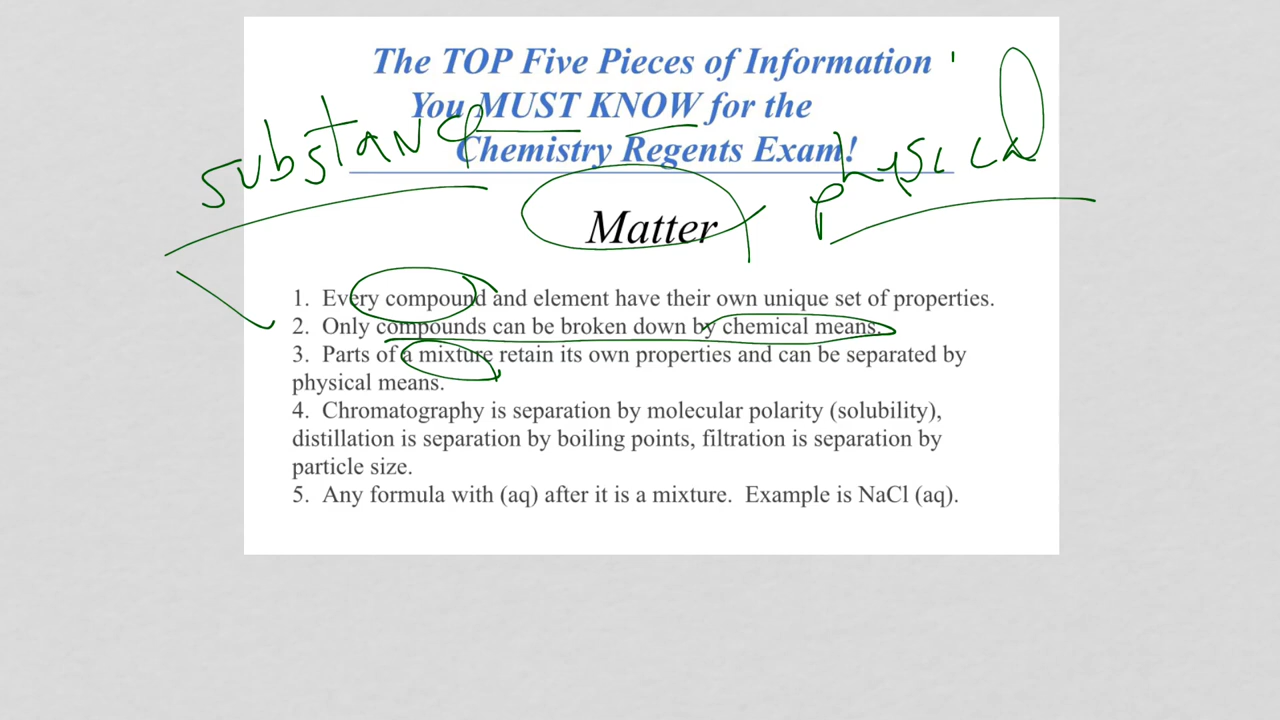 The TOP Five Pieces of Information
You MUST KNOW for the
Chemistry Regents Exam!
substance
physical
Matter
1. Every compound and element have their own unique set of properties.
2. Only compounds can be broken down by chemical means.
3. Parts of a mixture retain its own properties and can be separated by
physical means.
4. Chromatography is separation by molecular polarity (solubility),
distillation is separation by boiling points, filtration is separation by
particle size.
5. Any formula with (aq) after it is a mixture. Example is NaCl (aq).